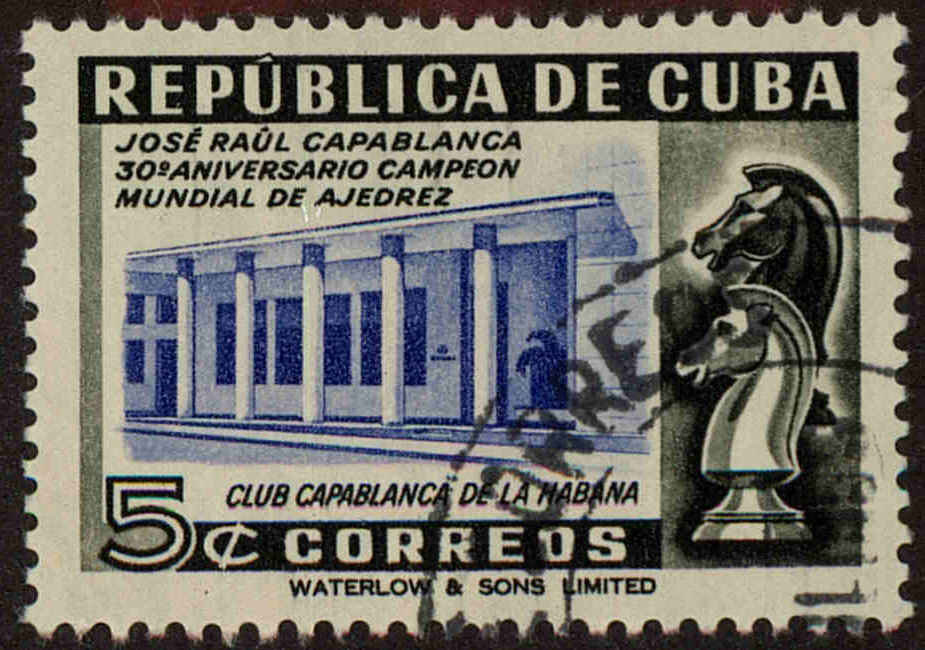 REPÚBLICA DE CUBA
JOSÉ RAÚL CAPABLANCA
30º ANIVERSARIO CAMPEON
MUNDIAL DE AJEDREZ
CLUB CAPABLANCA DE LA HABANA
5¢ CORREOS
WATERLOW & SONS LIMITED